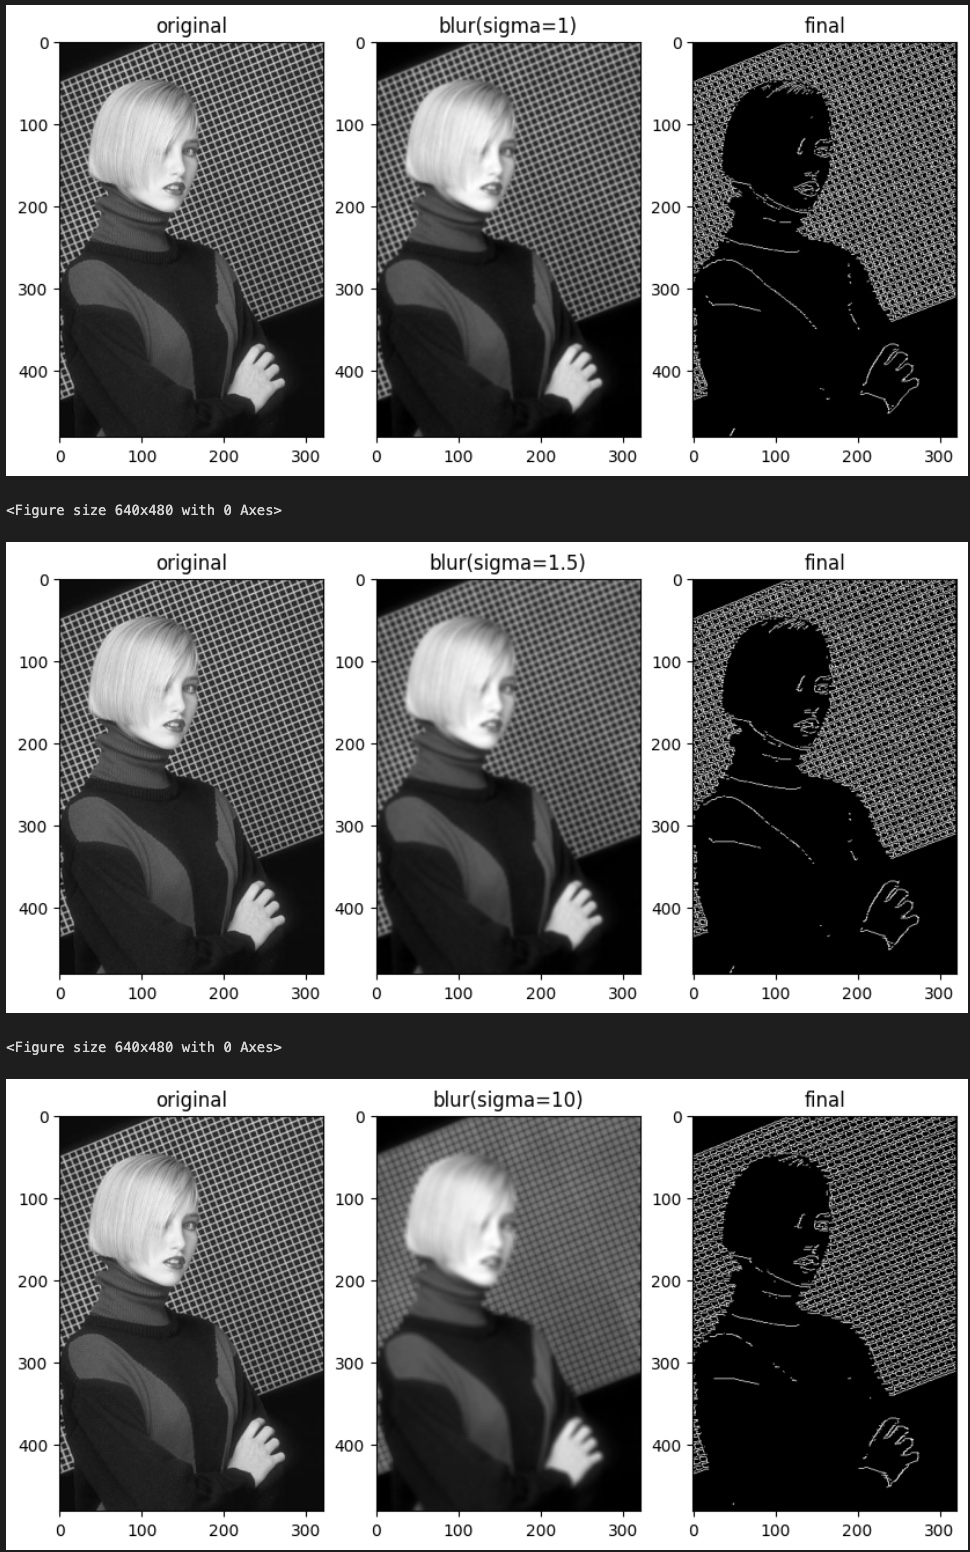 original blur(sigma=1) final
0 0 0
100 100 100
200 200 200
300 300 300
400 400 400
0 100 200 300 0 100 200 300 0 100 200 300
<Figure size 640x480 with 0 Axes>
original blur(sigma=1.5) final
0 0 0
100 100 100
200 200 200
300 300 300
400 400 400
0 100 200 300 0 100 200 300 0 100 200 300
<Figure size 640x480 with 0 Axes>
original blur(sigma=10) final
0 0 0
100 100 100
200 200 200
300 300 300
400 400 400
0 100 200 300 0 100 200 300 0 100 200 300